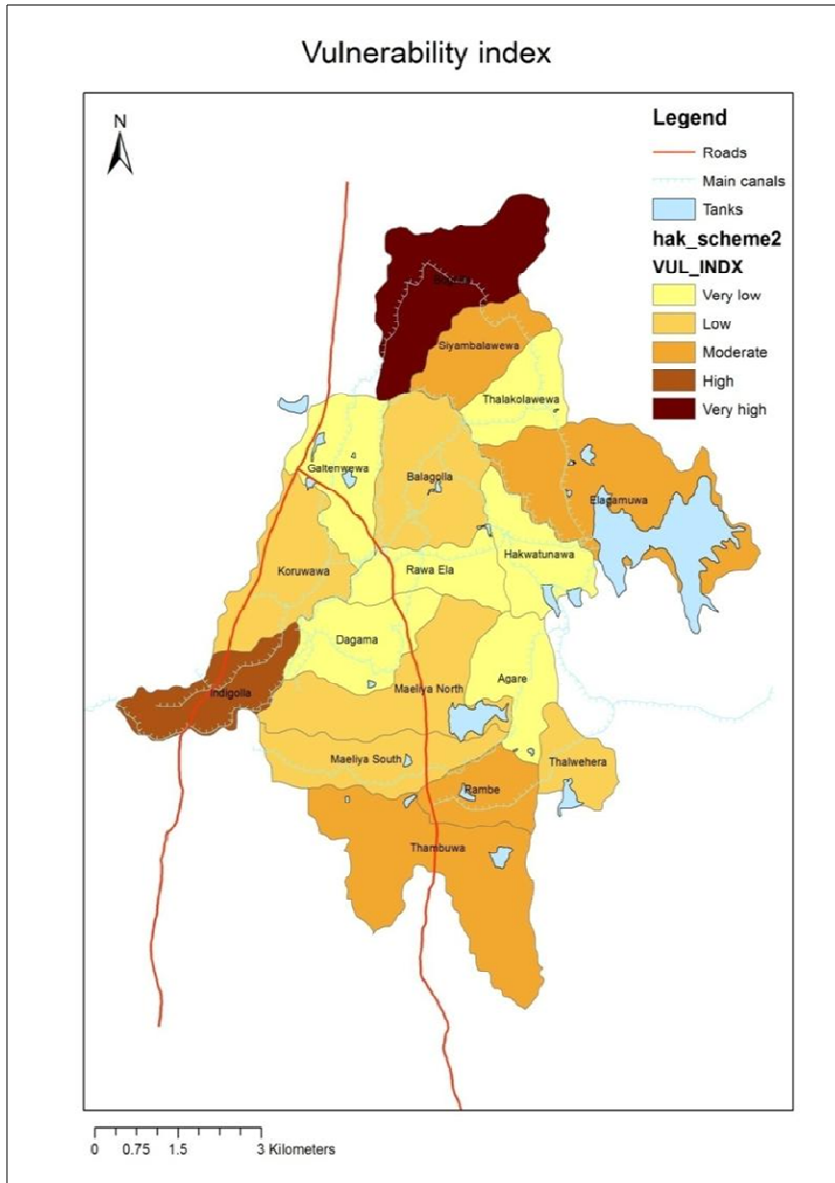 Vulnerability index
N
Legend
Roads
Main canals
Tanks
hak_scheme2
VUL_INDX
Very low
Low
Moderate
High
Very high
Siyambalawewa
Thalakolawewa
Galtenwewa
Balagolla
Elagamuwa
Koruwawa
Rawa Ela
Hakwatunawa
Dagama
Indigolla
Maeliya North
Agare
Maeliya South
Thalwehera
Rambe
Thambuwa
0 0.75 1.5 3 Kilometers